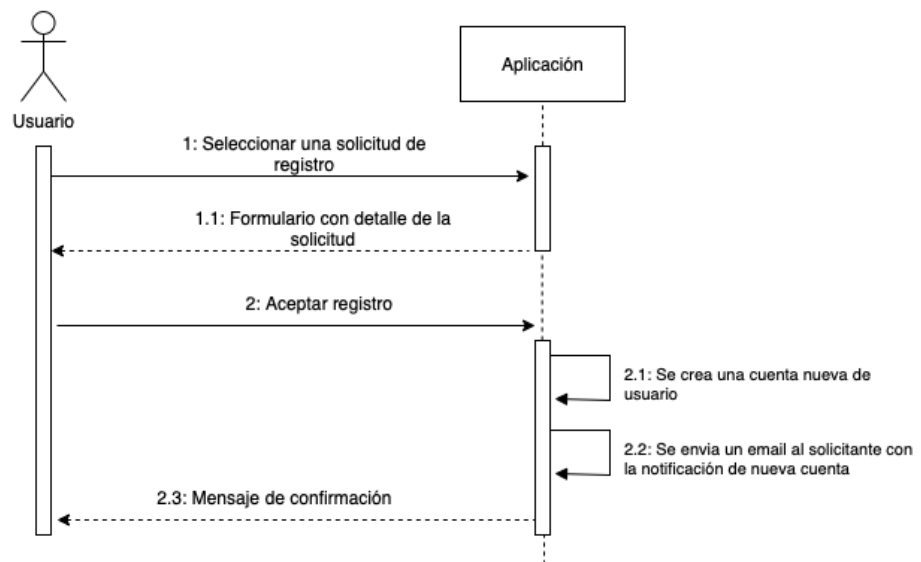 Aplicación
Usuario
1: Seleccionar una solicitud de
registro
1.1: Formulario con detalle de la
solicitud
2: Aceptar registro
2.1: Se crea una cuenta nueva de
usuario
2.2: Se envia un email al solicitante con
la notificación de nueva cuenta
2.3: Mensaje de confirmación